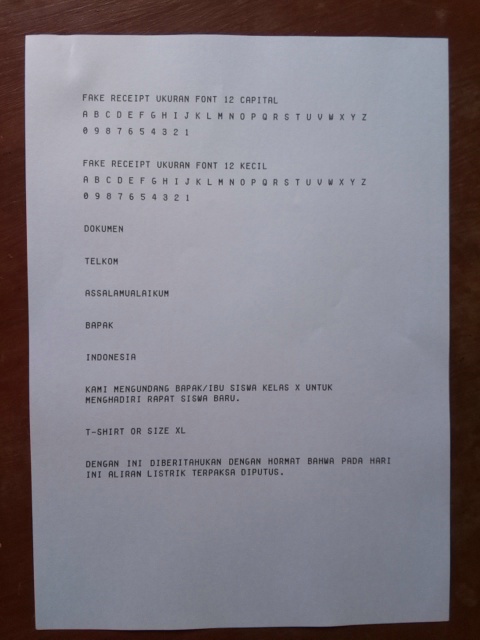 FAKE RECEIPT UKURAN FONT 12 CAPITAL
A B C D E F G H I J K L M N O P Q R S T U V W X Y Z
0 9 8 7 6 5 4 3 2 1
FAKE RECEIPT UKURAN FONT 12 KECIL
A B C D E F G H I J K L M N O P Q R S T U V W X Y Z
0 9 8 7 6 5 4 3 2 1
DOKUMEN
TELKOM
ASSALAMUALAIKUM
BAPAK
INDONESIA
KAMI MENGUNDANG BAPAK/IBU SISWA KELAS X UNTUK
MENGHADIRI RAPAT SISWA BARU.
T-SHIRT OR SIZE XL
DENGAN INI DIBERITAHUKAN DENGAN HORMAT BAHWA PADA HARI
INI ALIRAN LISTRIK TERPAKSA DIPUTUS.